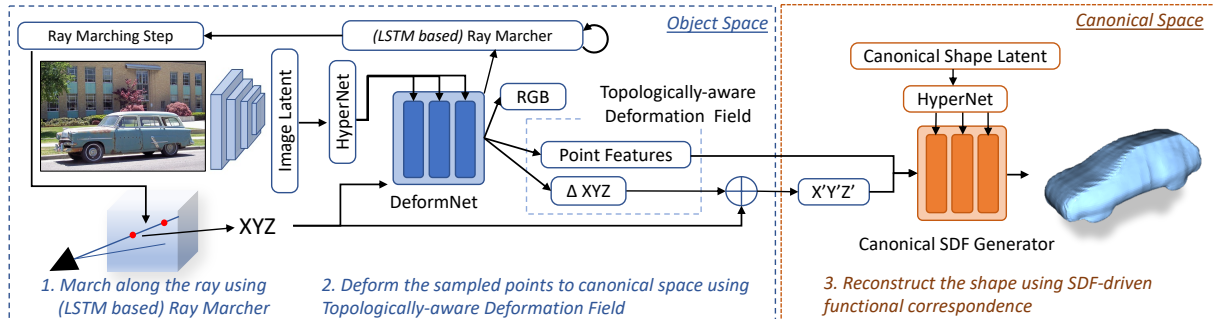 Object Space
Canonical Space
Ray Marching Step
(LSTM based) Ray Marcher
Image Latent
HyperNet
DeformNet
RGB
Topologically-aware
Deformation Field
Point Features
Δ XYZ
XYZ
X'Y'Z'
Canonical Shape Latent
HyperNet
Canonical SDF Generator
1. March along the ray using
(LSTM based) Ray Marcher
2. Deform the sampled points to canonical space using
Topologically-aware Deformation Field
3. Reconstruct the shape using SDF-driven
functional correspondence